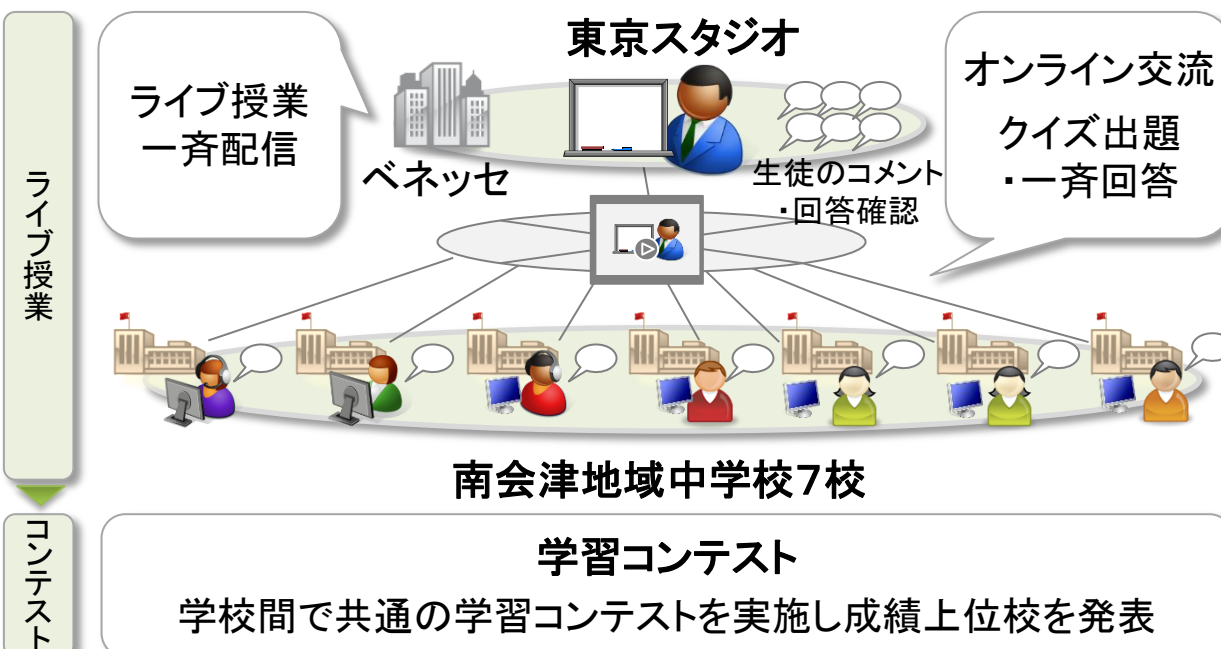 ライブ授業
ライブ授業
一斉配信
東京スタジオ
ベネッセ
生徒のコメント
・回答確認
オンライン交流
クイズ出題
・一斉回答
南会津地域中学校7校
コンテスト
学習コンテスト
学校間で共通の学習コンテストを実施し成績上位校を発表